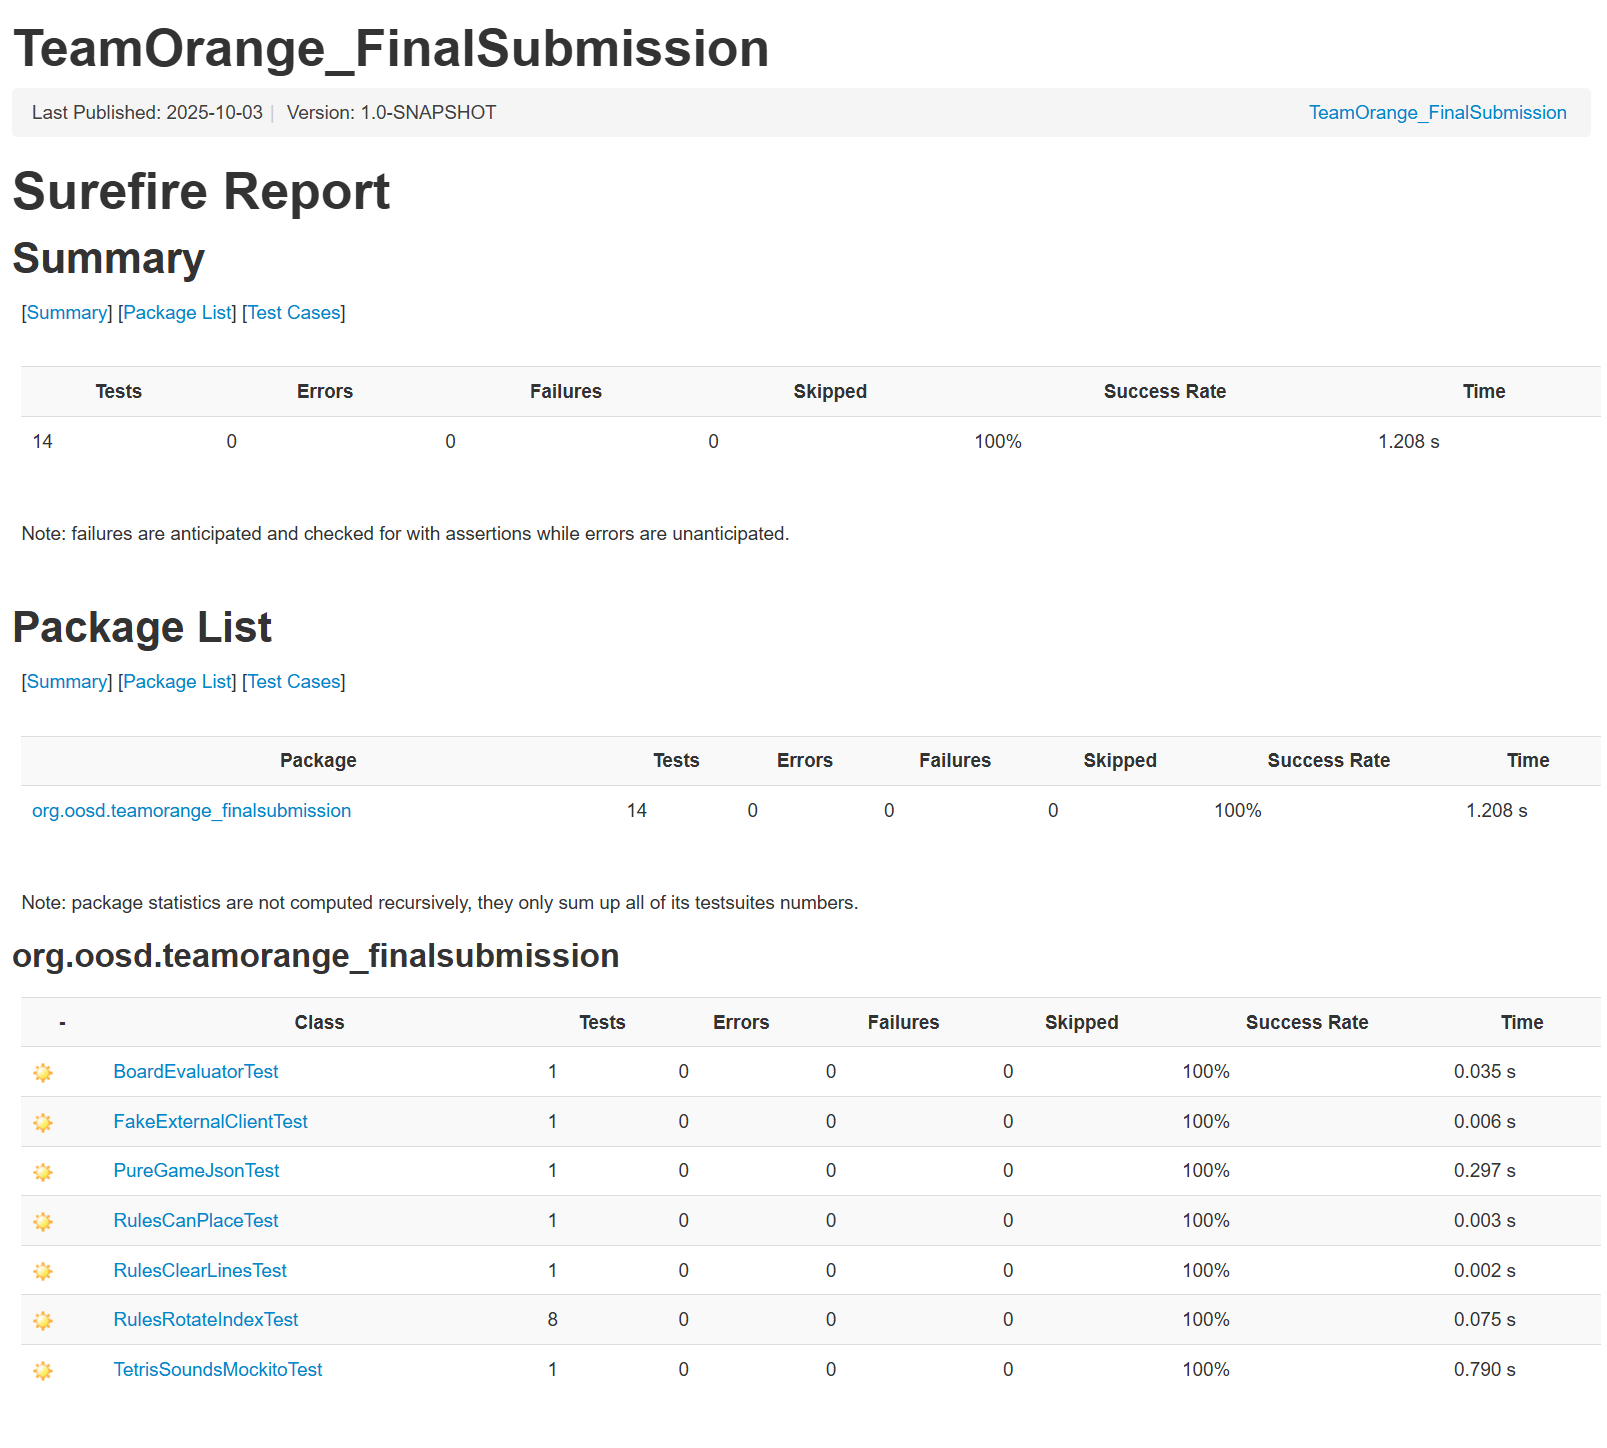 TeamOrange_FinalSubmission
Last Published: 2025-10-03 | Version: 1.0-SNAPSHOT TeamOrange_FinalSubmission
Surefire Report
Summary
[Summary] [Package List] [Test Cases]
Tests Errors Failures Skipped Success Rate Time
14 0 0 0 100% 1.208 s
Note: failures are anticipated and checked for with assertions while errors are unanticipated.
Package List
[Summary] [Package List] [Test Cases]
Package Tests Errors Failures Skipped Success Rate Time
org.oosd.teamorange_finalsubmission 14 0 0 0 100% 1.208 s
Note: package statistics are not computed recursively, they only sum up all of its testsuites numbers.
org.oosd.teamorange_finalsubmission
- Class Tests Errors Failures Skipped Success Rate Time
BoardEvaluatorTest 1 0 0 0 100% 0.035 s
FakeExternalClientTest 1 0 0 0 100% 0.006 s
PureGameJsonTest 1 0 0 0 100% 0.297 s
RulesCanPlaceTest 1 0 0 0 100% 0.003 s
RulesClearLinesTest 1 0 0 0 100% 0.002 s
RulesRotateIndexTest 8 0 0 0 100% 0.075 s
TetrisSoundsMockitoTest 1 0 0 0 100% 0.790 s